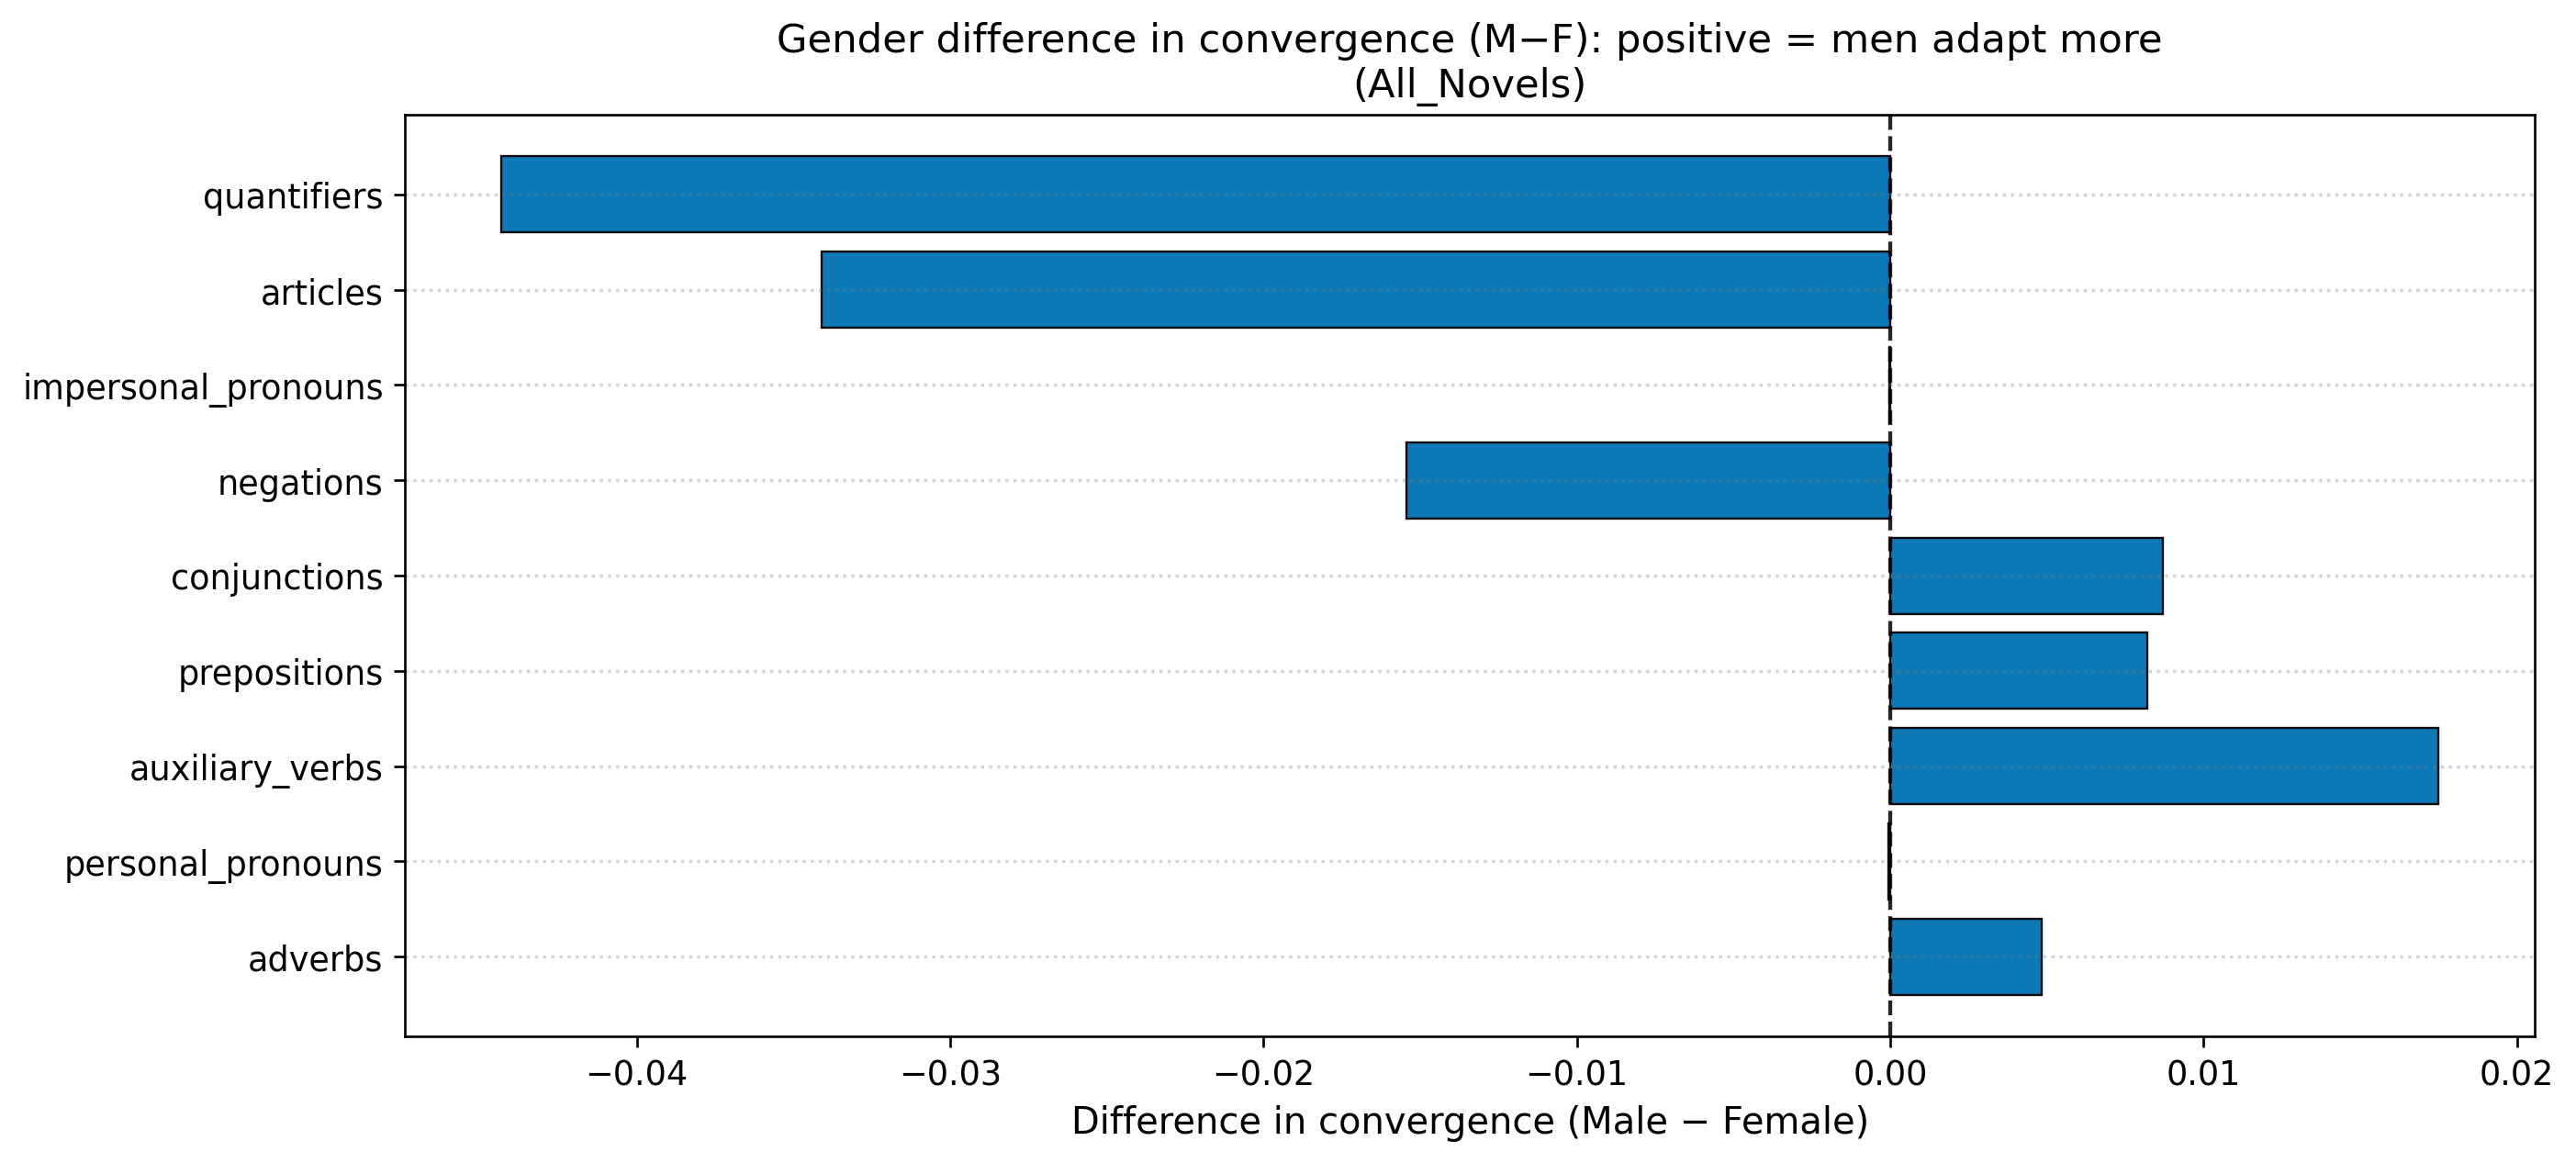 Gender difference in convergence (M−F): positive = men adapt more
(All_Novels)
quantifiers
articles
impersonal_pronouns
negations
conjunctions
prepositions
auxiliary_verbs
personal_pronouns
adverbs
−0.04 −0.03 −0.02 −0.01 0.00 0.01 0.02
Difference in convergence (Male − Female)